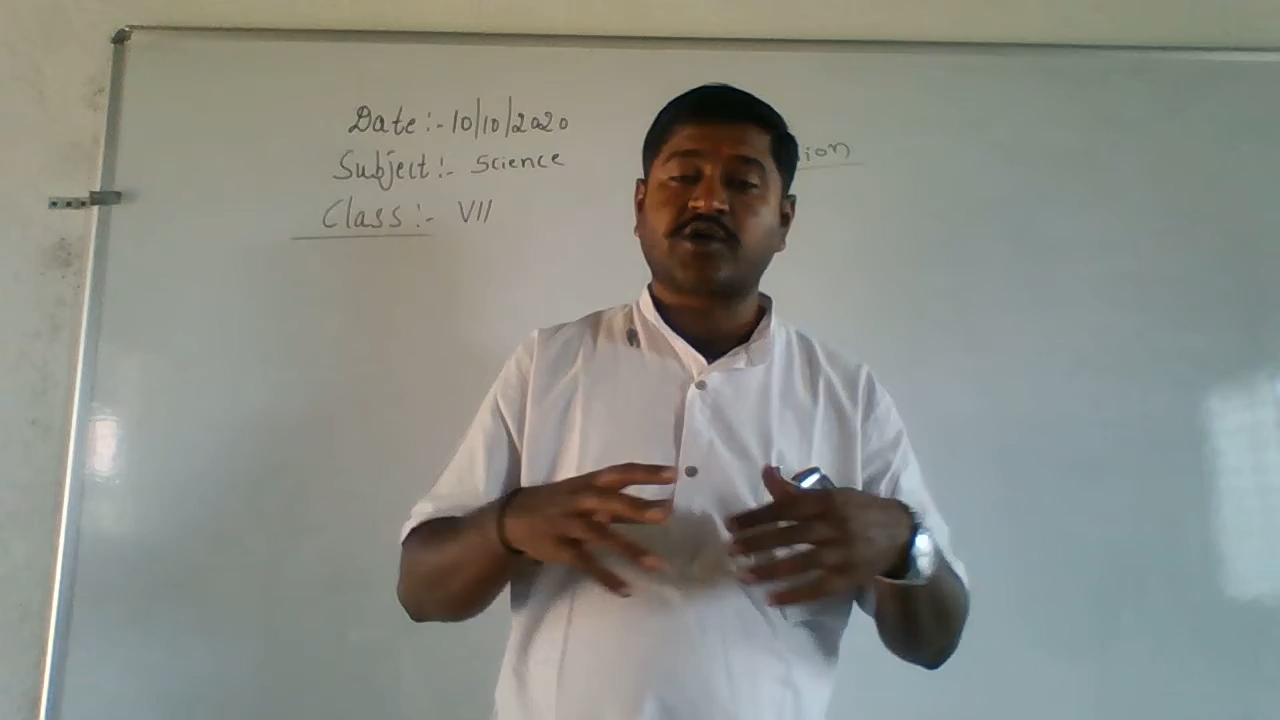 Date :- 10/10/2020
Subject :- Science
Class :- VII